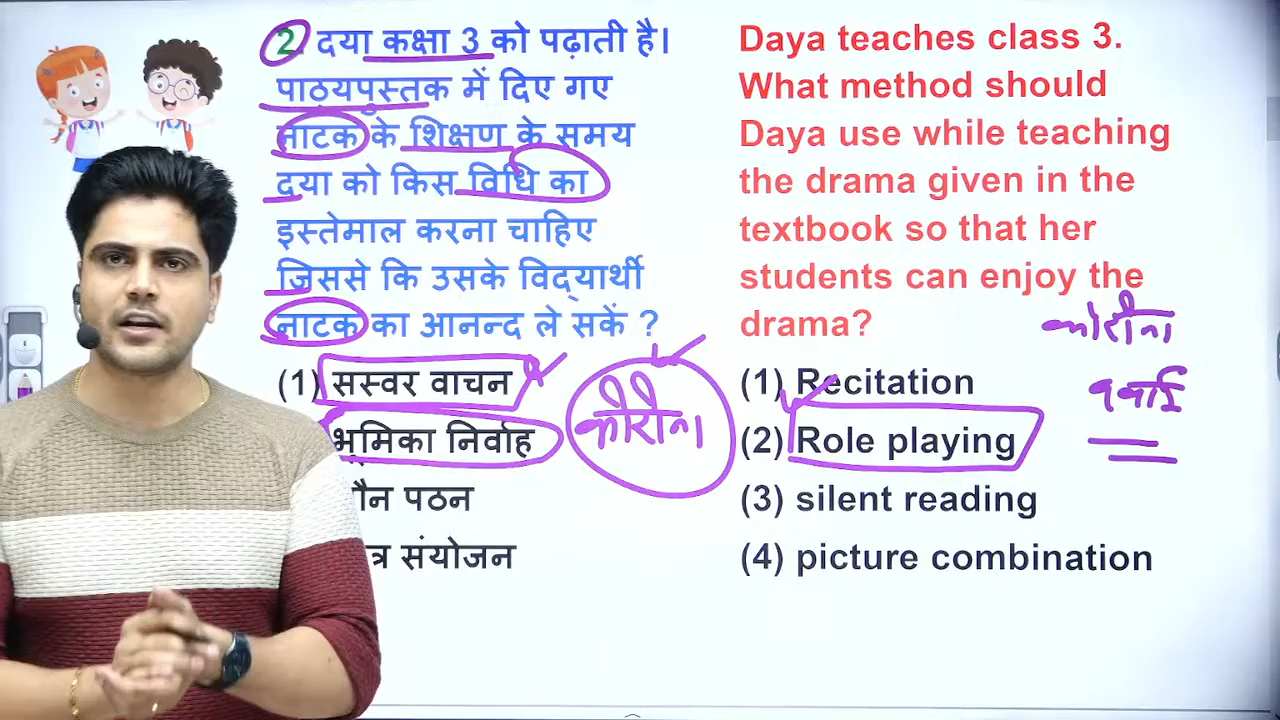 2 दया कक्षा 3 को पढ़ाती है।
पाठ्यपुस्तक में दिए गए
नाटक के शिक्षण के समय
दया को किस विधि का
इस्तेमाल करना चाहिए
जिससे कि उसके विद्यार्थी
नाटक का आनन्द ले सकें ?
(1) सस्वर वाचन
भूमिका निर्वाह
मौन पठन
संयोजन
कोरोना
Daya teaches class 3.
What method should
Daya use while teaching
the drama given in the
textbook so that her
students can enjoy the
drama?
(1) Recitation
(2) Role playing
(3) silent reading
(4) picture combination
कोरोना